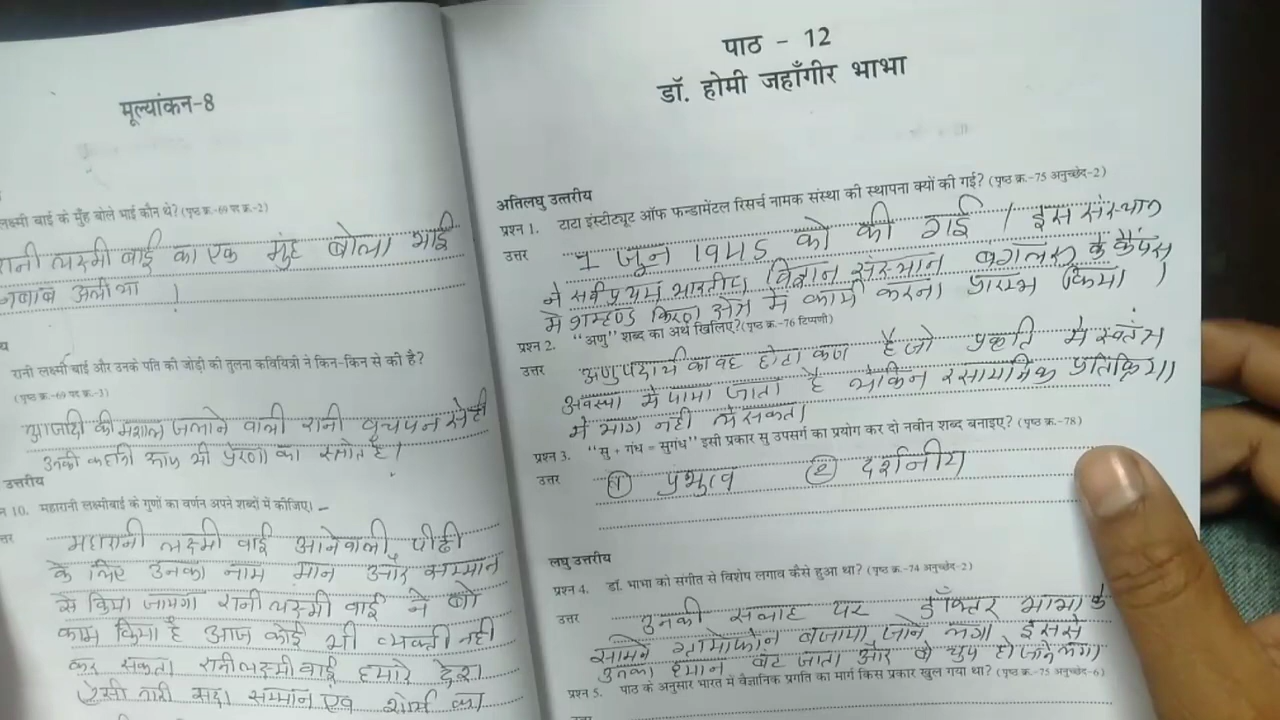 मूल्यांकन-8
लक्ष्मी बाई के मुँह बोले भाई कौन थे? (पृष्ठ क्र.-69 पद क्र.-2)
रानी लक्ष्मी बाई का एक मुंह बोला भाई
नबाब अली था ।
रानी लक्ष्मी बाई और उनके पति की जोड़ी की तुलना कवियित्री ने किन-किन से की है?
(पृष्ठ क्र.-69 पद क्र.-3)
की मशाल जलाने वाली रानी बचपन से ही
उनकी कहानी आज भी प्रेरणा का स्तोत है।
उत्तरीय
10. महारानी लक्ष्मीबाई के गुणों का वर्णन अपने शब्दों में कीजिए। -
महारानी लक्ष्मी बाई आनेवाली पीढी
के लिए उनका नाम मान और सम्मान
से किया जायगा रानी लक्ष्मी बाई ने जो
काम किया है आज कोई भी व्यक्ती नही
कर सकता रानी लक्ष्मी बाई हमारे देश
ऐसी नारी सदा सम्मान एव शौर्य का
पाठ - 12
डॉ. होमी जहाँगीर भाभा
अतिलघु उत्तरीय
प्रश्न 1. टाटा इंस्टीट्यूट ऑफ फन्डामेंटल रिसर्च नामक संस्था की स्थापना क्यों की गई? (पृष्ठ क्र.-75 अनुच्छेद-2)
उत्तर 1 जून 1945 को की गई । इस संस्थान
ने सर्वप्रथम भारतीय विज्ञान संस्थान बंगलरु के कैंपस
में ब्रम्हाण्ड किरण क्षेत्र में कार्य करना प्रारम्भ किया ।
प्रश्न 2. "अणु" शब्द का अर्थ खिलिए? (पृष्ठ क्र.-76 टिप्पणी)
उत्तर अणु पदार्थ का वह छोटा कण है जो प्रकृति मे स्वतंत्र
अवस्था मे पाया जाता है लेकिन रसायनिक प्रतिक्रिया
में भाग नही ले सकता।
प्रश्न 3. "सु + गंध = सुगंध" इसी प्रकार सु उपसर्ग का प्रयोग कर दो नवीन शब्द बनाइए? (पृष्ठ क्र.-78)
उत्तर (1) प्रभुत्व (2) दर्शनीय
लघु उत्तरीय
प्रश्न 4. डॉ. भाभा को संगीत से विशेष लगाव कैसे हुआ था? (पृष्ठ क्र.-74 अनुच्छेद-2)
उत्तर उनकी सलाह पर डॉक्टर भाभा के
सामने ग्रामोफोन बजाया जाने लगा इससे
उनका ध्यान बंट जाता और वो चुप हो जाने लगा
प्रश्न 5. पाठ के अनुसार भारत में वैज्ञानिक प्रगति का मार्ग किस प्रकार खुल गया था? (पृष्ठ क्र.-75 अनुच्छेद-6)